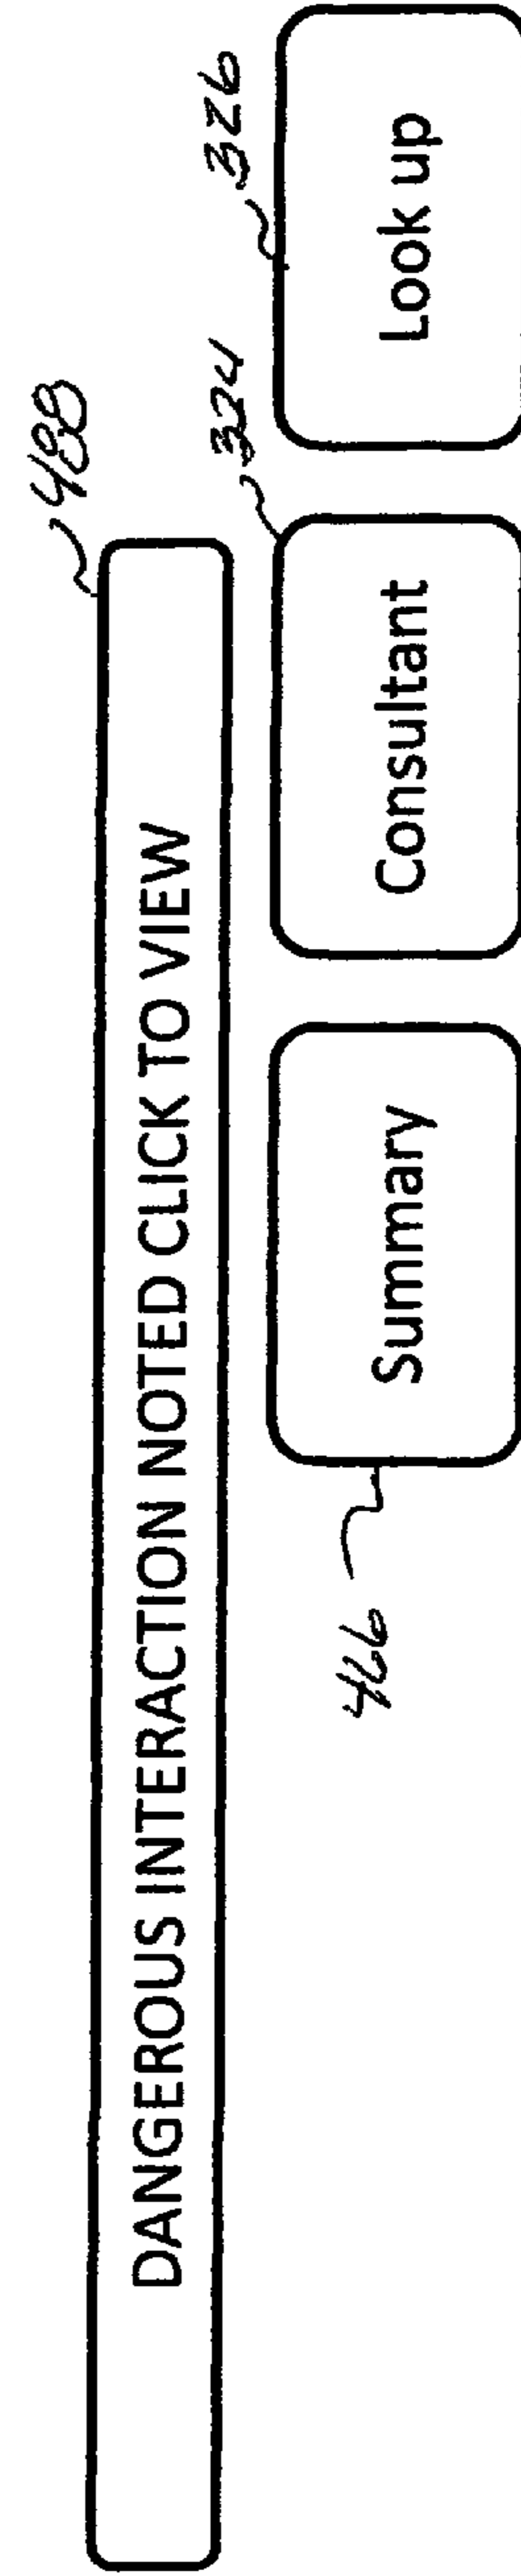 488
DANGEROUS INTERACTION NOTED CLICK TO VIEW
324
326
466
Summary
Consultant
Look up